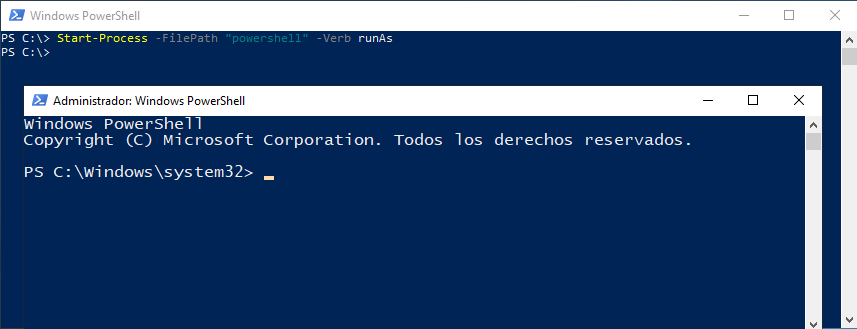 Windows PowerShell
PS C:\> Start-Process -FilePath "powershell" -Verb runAs
PS C:\>
Administrador: Windows PowerShell
Windows PowerShell
Copyright (C) Microsoft Corporation. Todos los derechos reservados.
PS C:\Windows\system32>